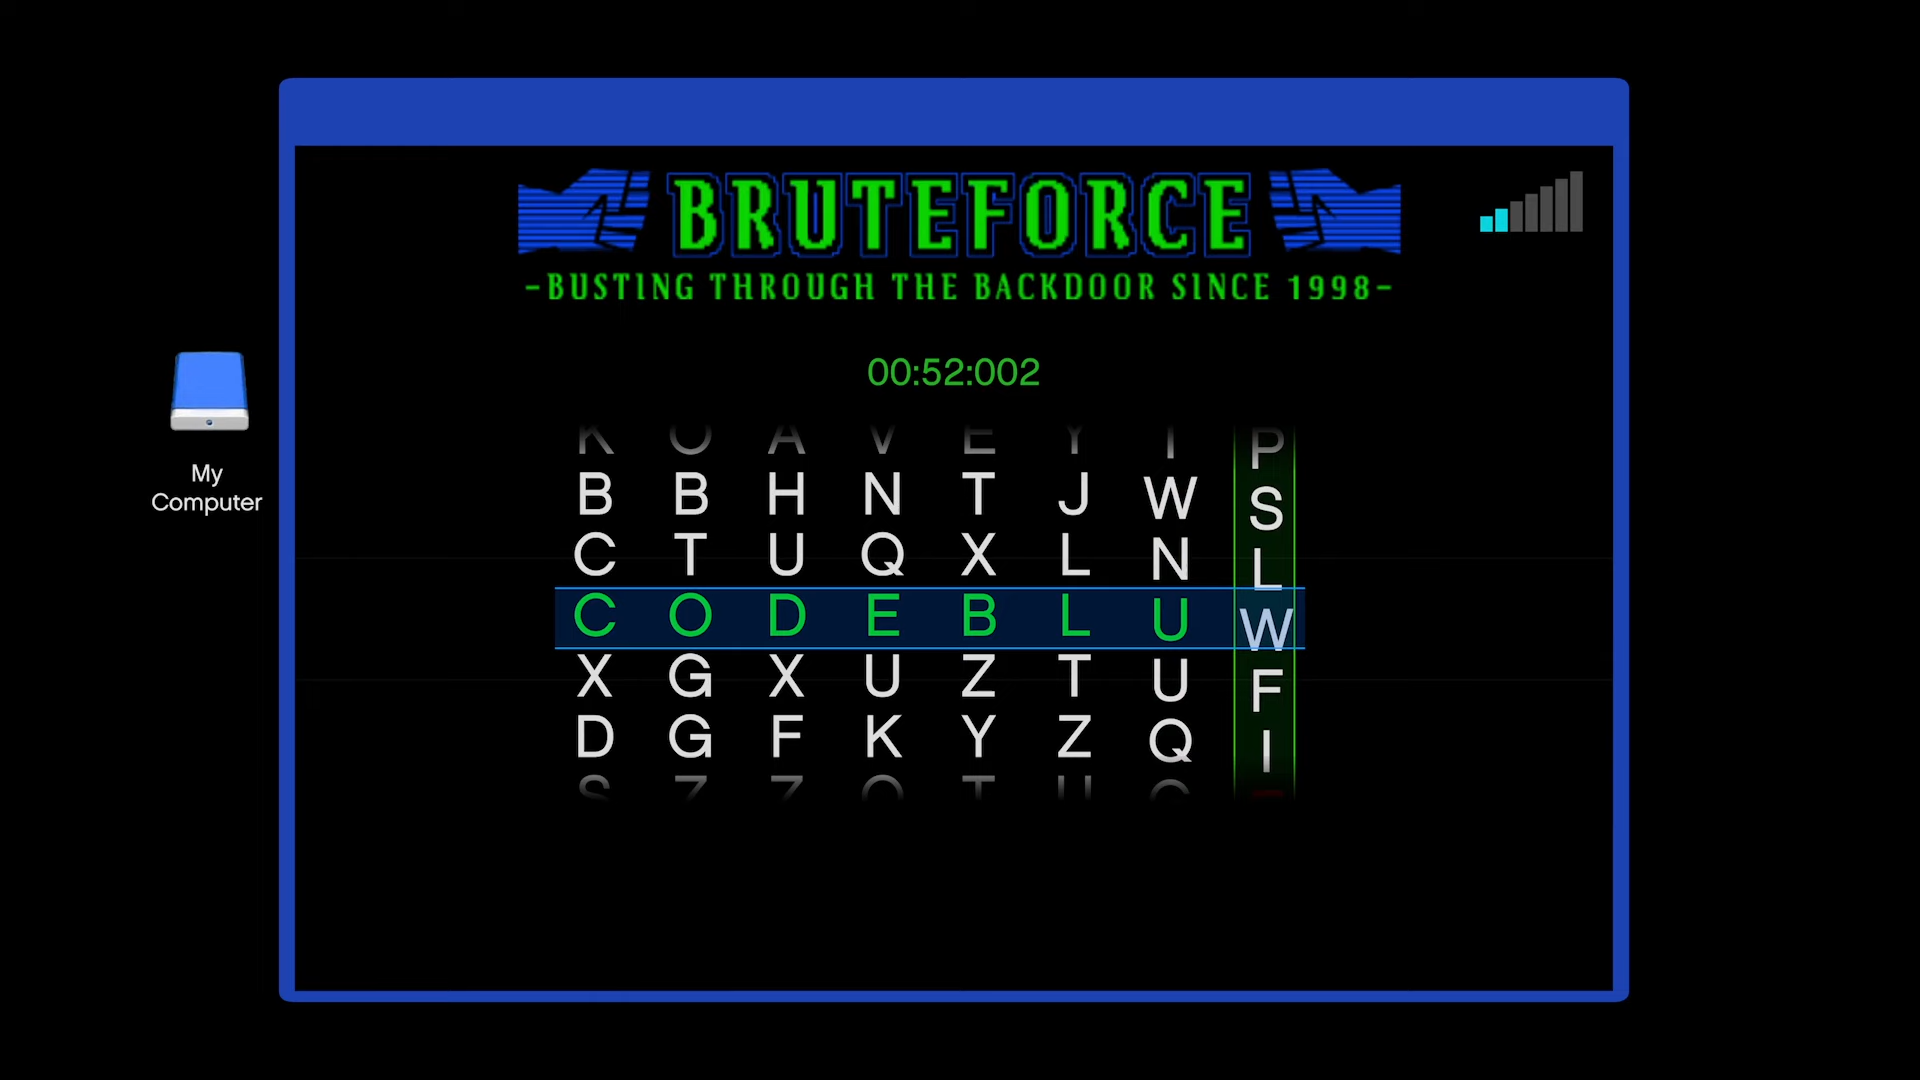 BRUTEFORCE
-BUSTING THROUGH THE BACKDOOR SINCE 1998-
00:52:002
My
Computer
K O A V E Y I P
B B H N T J W S
C T U Q X L N L
C O D E B L U W
X G X U Z T U F
D G F K Y Z Q I